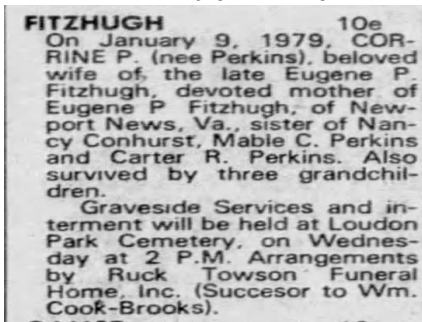 FITZHUGH 10e
On January 9, 1979, COR-
RINE P. (nee Perkins), beloved
wife of the late Eugene P.
Fitzhugh, devoted mother of
Eugene P Fitzhugh, of New-
port News, Va., sister of Nan-
cy Conhurst, Mable C. Perkins
and Carter R. Perkins. Also
survived by three grandchil-
dren.
Graveside Services and in-
terment will be held at Loudon
Park Cemetery, on Wednes-
day at 2 P.M. Arrangements
by Ruck Towson Funeral
Home, Inc. (Succesor to Wm.
Cook-Brooks).